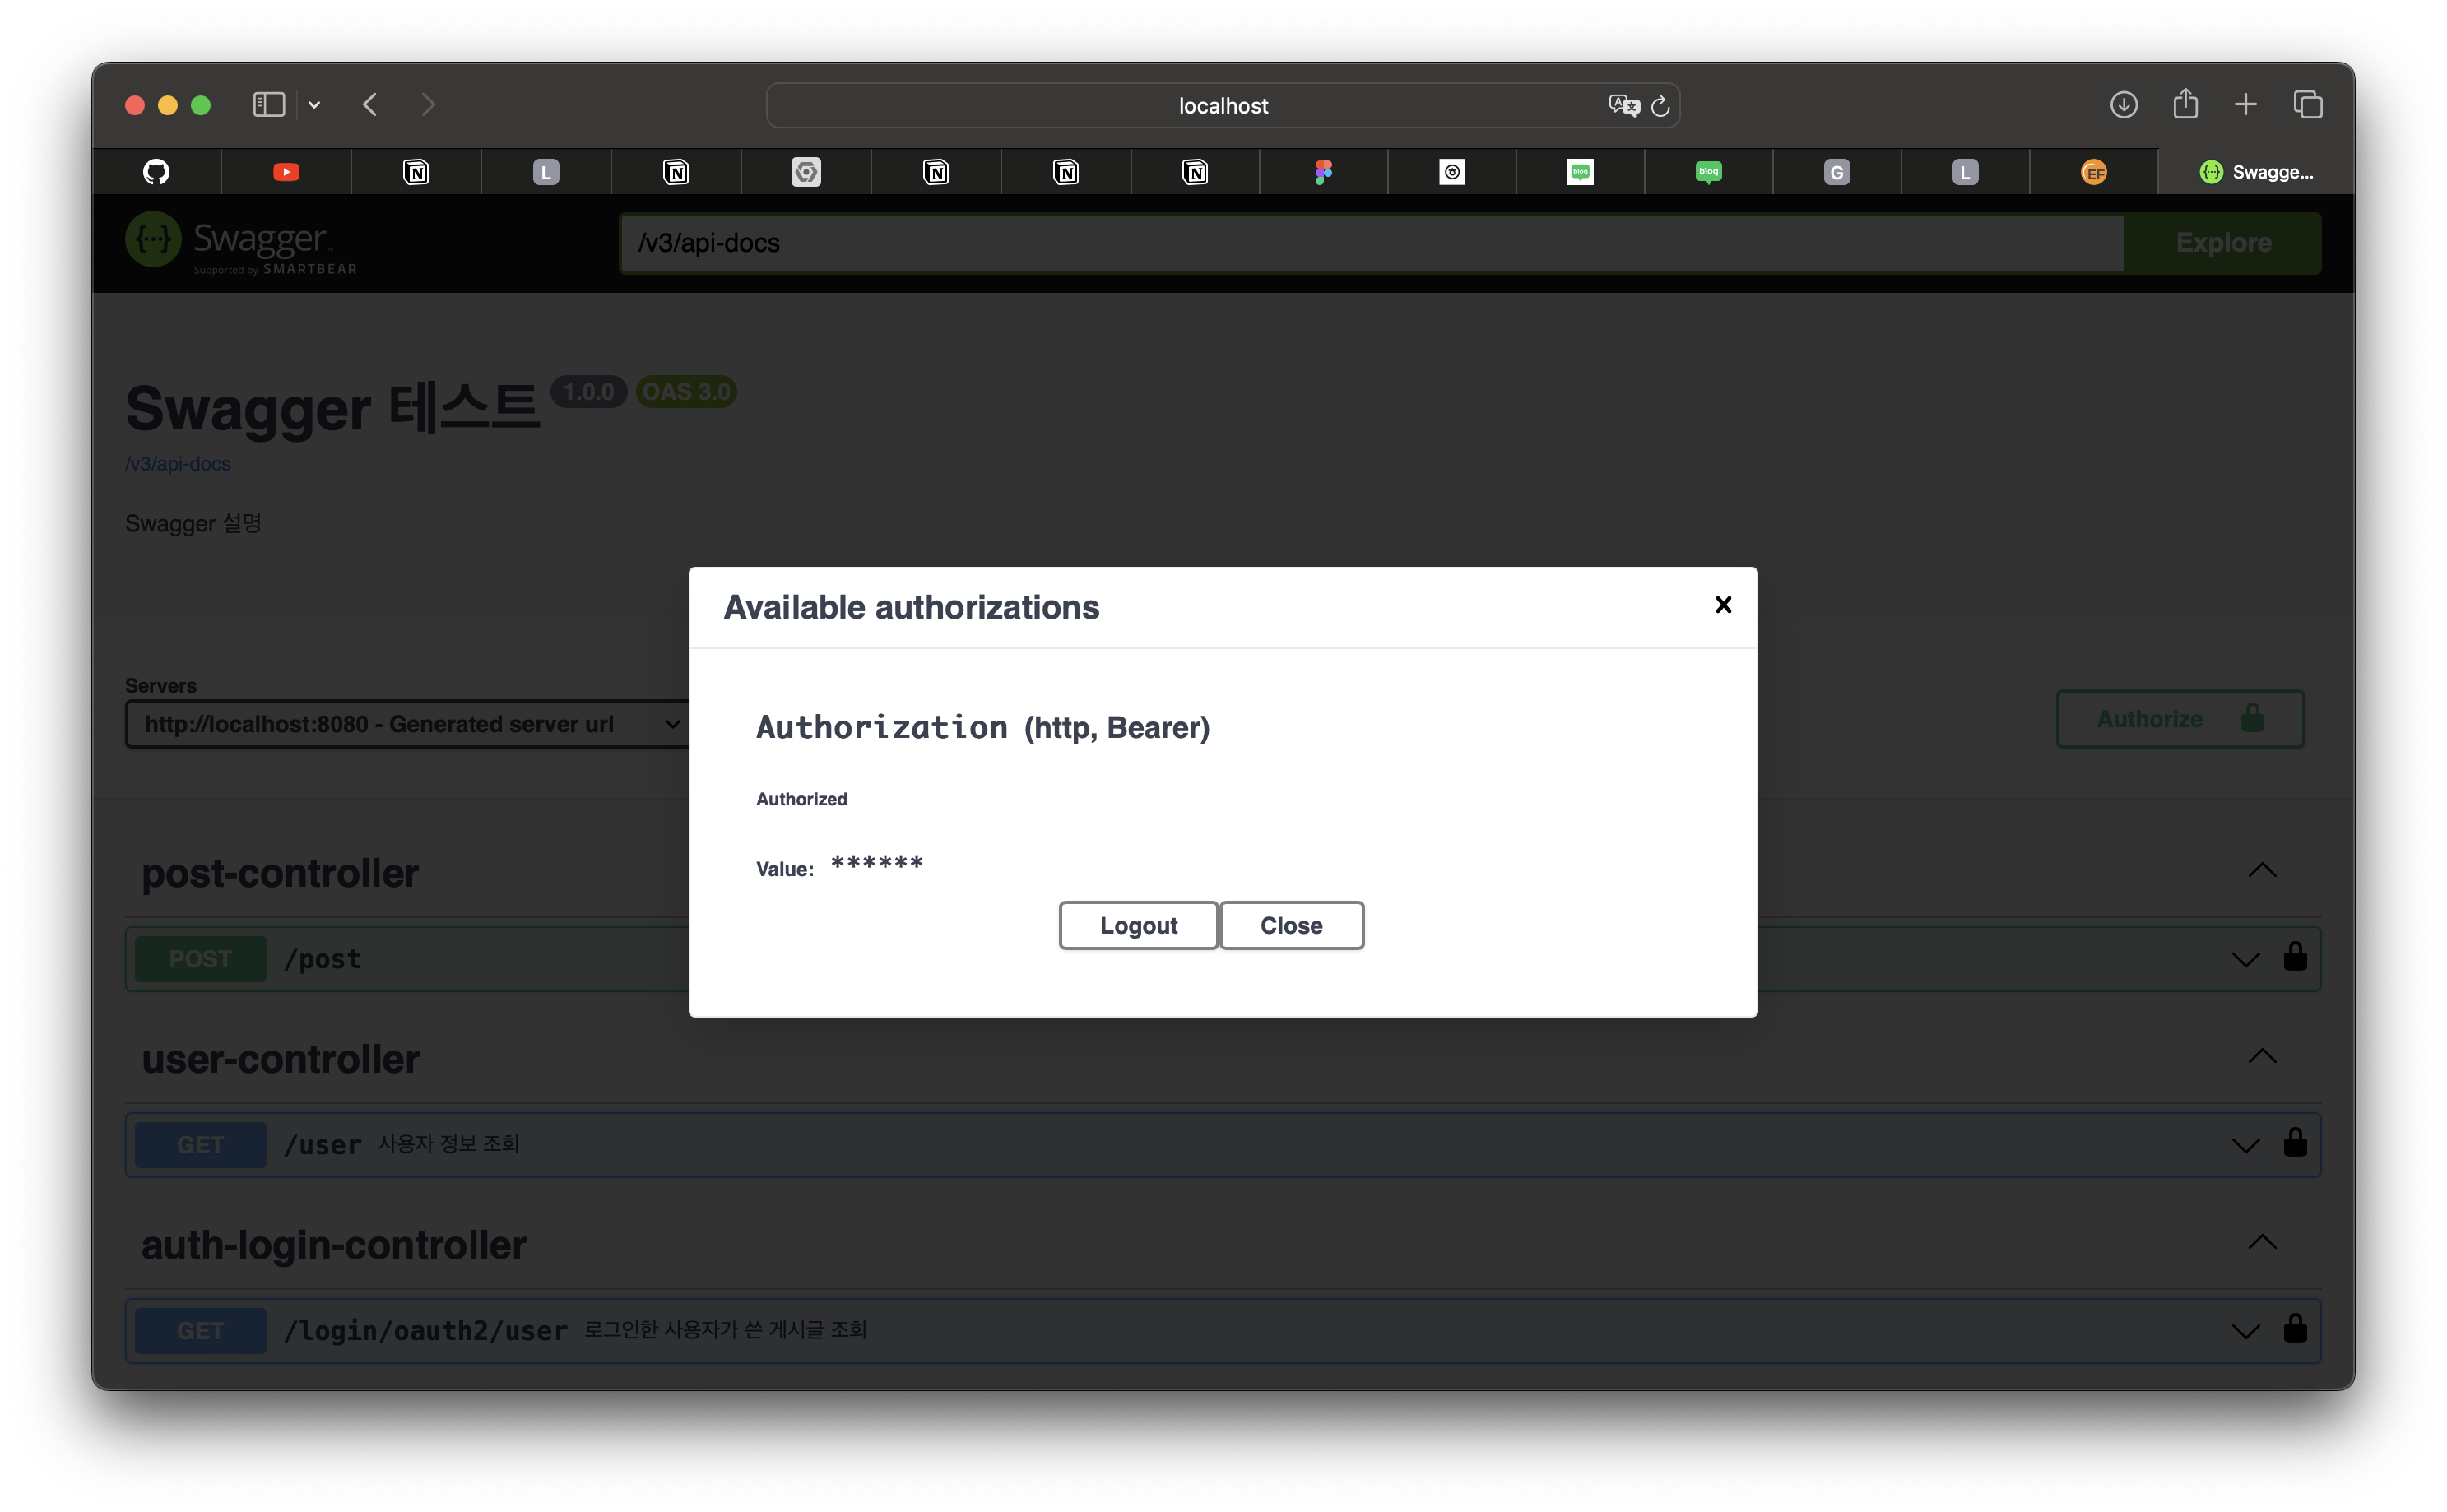 localhost
Swagge...
Swagger
Supported by SMARTBEAR
/v3/api-docs
Explore
Swagger 테스트 1.0.0 OAS 3.0
/v3/api-docs
Swagger 설명
Available authorizations
Authorization (http, Bearer)
Authorized
Value: ******
Logout Close
Servers
http://localhost:8080 - Generated server url
Authorize
post-controller
POST /post
user-controller
GET /user 사용자 정보 조회
auth-login-controller
GET /login/oauth2/user 로그인한 사용자가 쓴 게시글 조회